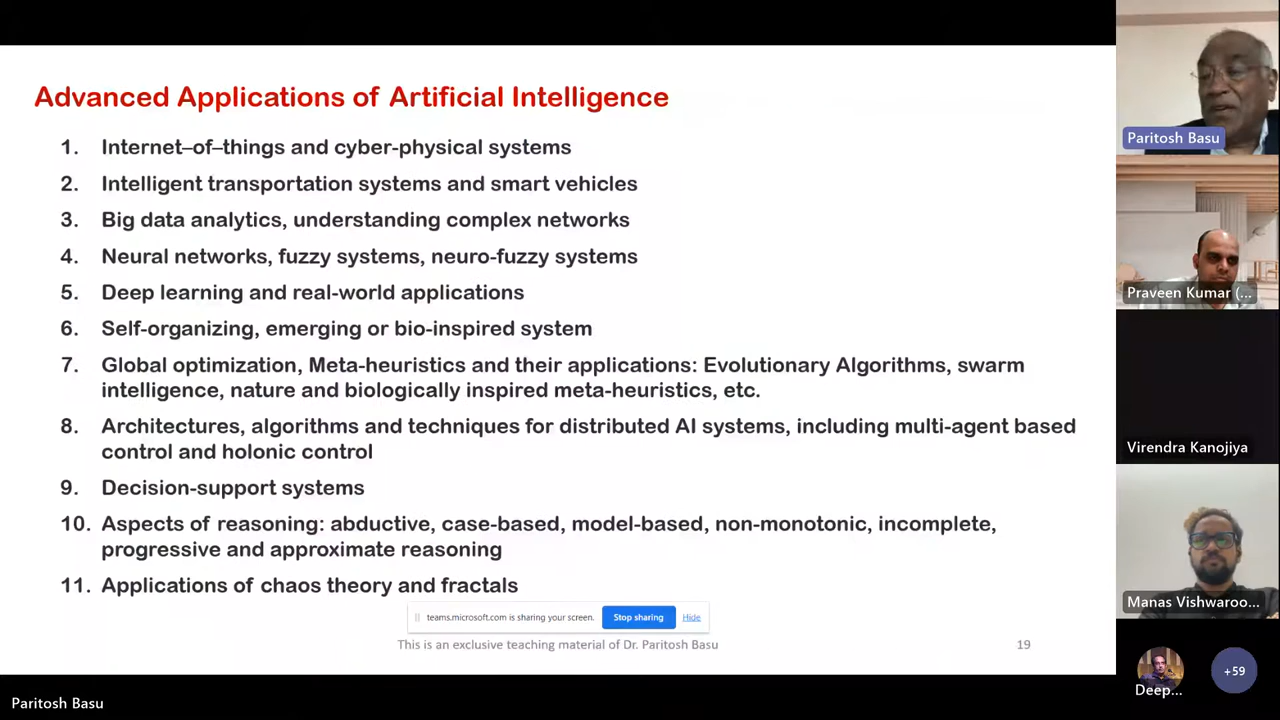 Advanced Applications of Artificial Intelligence
1. Internet–of–things and cyber-physical systems
2. Intelligent transportation systems and smart vehicles
3. Big data analytics, understanding complex networks
4. Neural networks, fuzzy systems, neuro-fuzzy systems
5. Deep learning and real-world applications
6. Self-organizing, emerging or bio-inspired system
7. Global optimization, Meta-heuristics and their applications: Evolutionary Algorithms, swarm
intelligence, nature and biologically inspired meta-heuristics, etc.
8. Architectures, algorithms and techniques for distributed AI systems, including multi-agent based
control and holonic control
9. Decision-support systems
10. Aspects of reasoning: abductive, case-based, model-based, non-monotonic, incomplete,
progressive and approximate reasoning
11. Applications of chaos theory and fractals
teams.microsoft.com is sharing your screen. Stop sharing Hide
This is an exclusive teaching material of Dr. Paritosh Basu 19
Paritosh Basu
Paritosh Basu
Praveen Kumar (...
Virendra Kanojiya
Manas Vishwaroo...
Deep...
+59